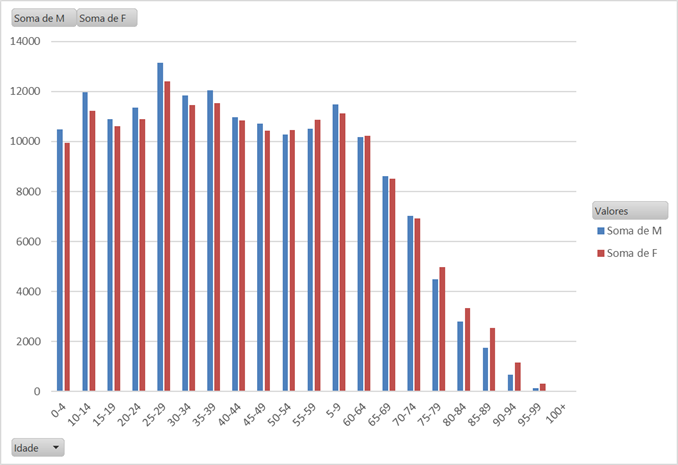 Soma de M Soma de F
14000
12000
10000
8000
6000
4000
2000
0
0-4 10-14 15-19 20-24 25-29 30-34 35-39 40-44 45-49 50-54 55-59 5-9 60-64 65-69 70-74 75-79 80-84 85-89 90-94 95-99 100+
Valores
Soma de M
Soma de F
Idade